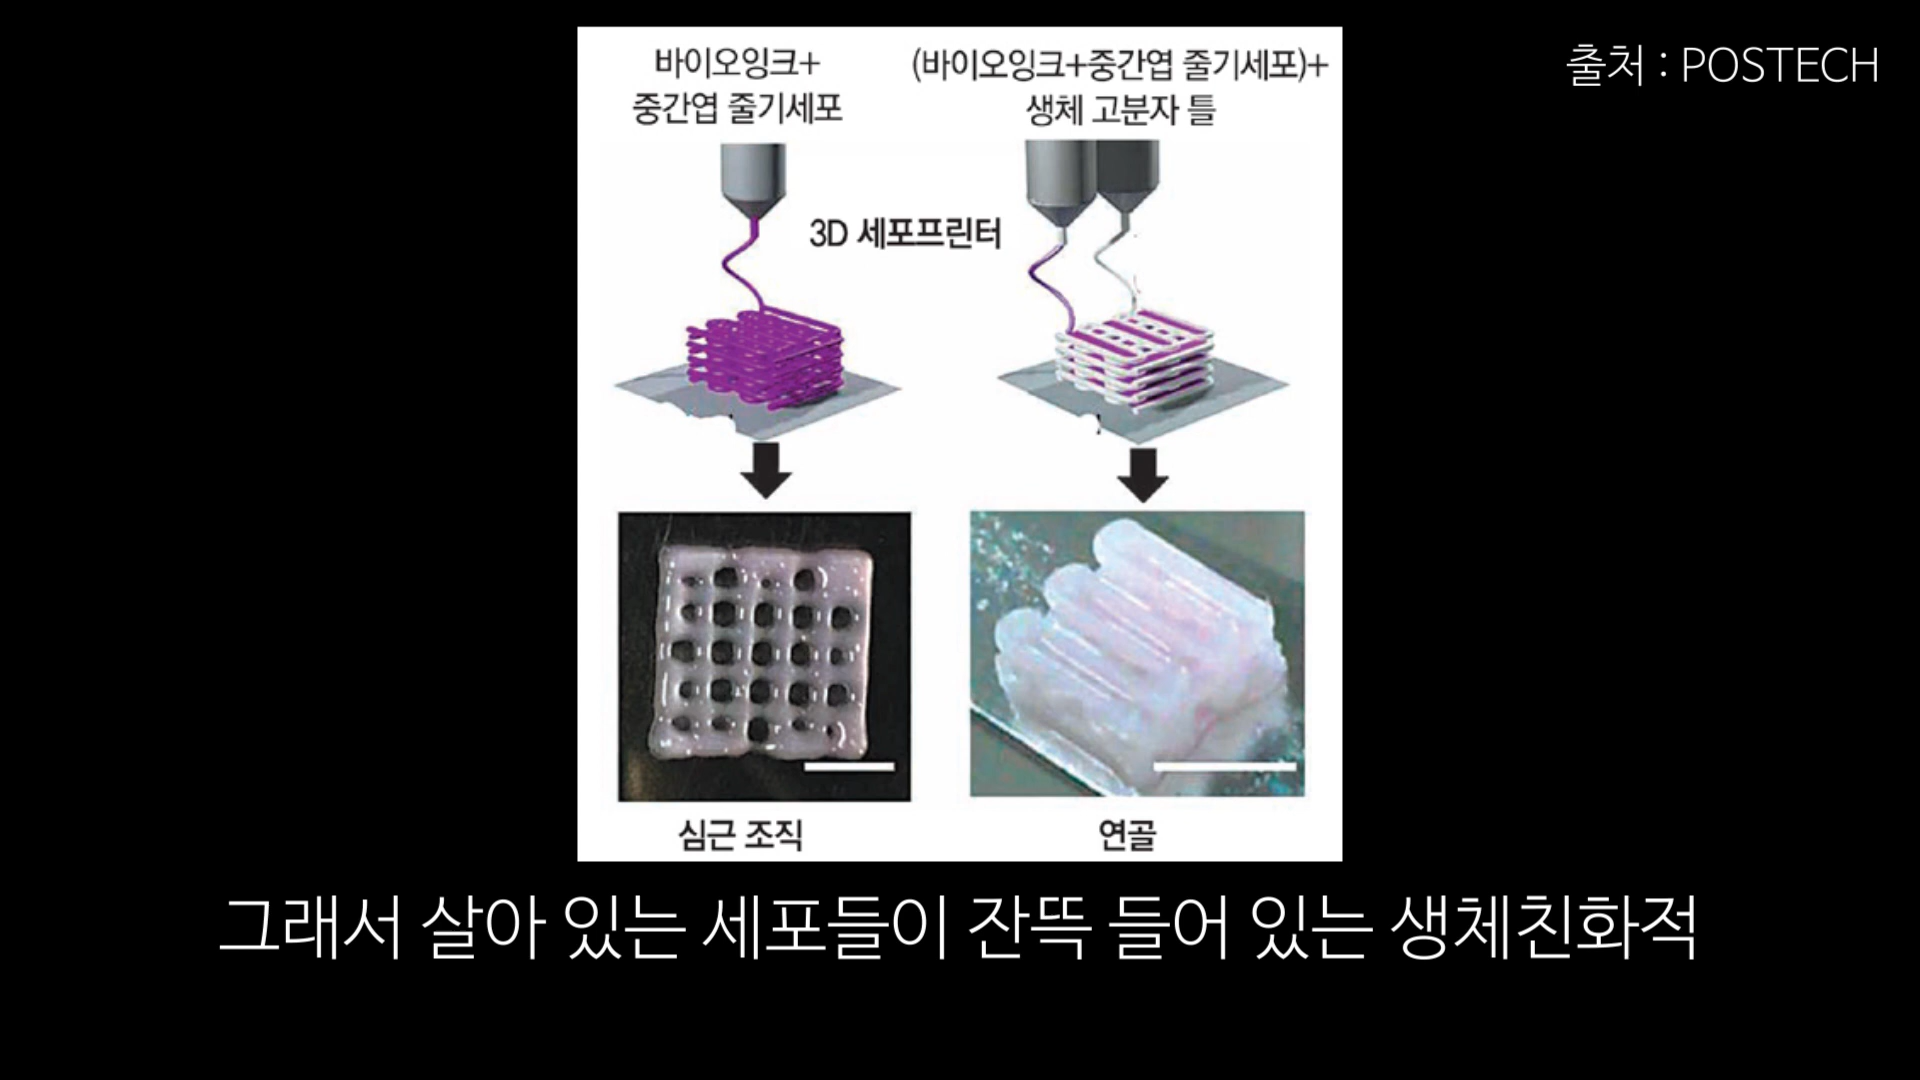 출처 : POSTECH
바이오잉크+
중간엽 줄기세포
(바이오잉크+중간엽 줄기세포)+
생체 고분자 틀
3D 세포프린터
심근 조직
연골
그래서 살아 있는 세포들이 잔뜩 들어 있는 생체친화적